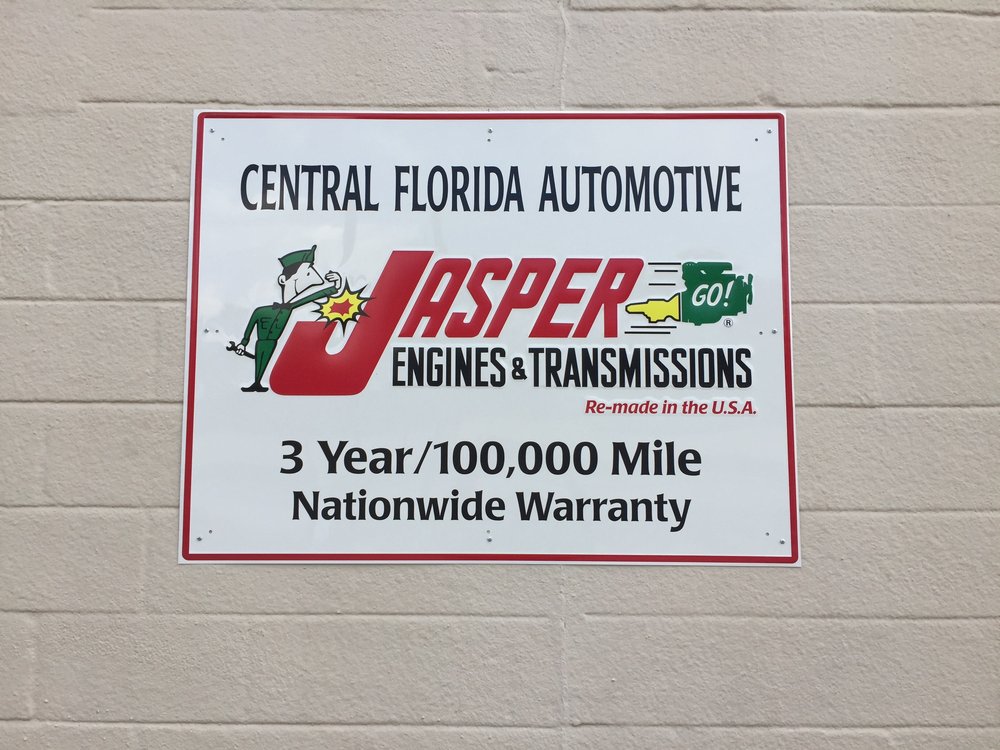 CENTRAL FLORIDA AUTOMOTIVE
JASPER GO! ®
ENGINES & TRANSMISSIONS
Re-made in the U.S.A.
3 Year/100,000 Mile
Nationwide Warranty